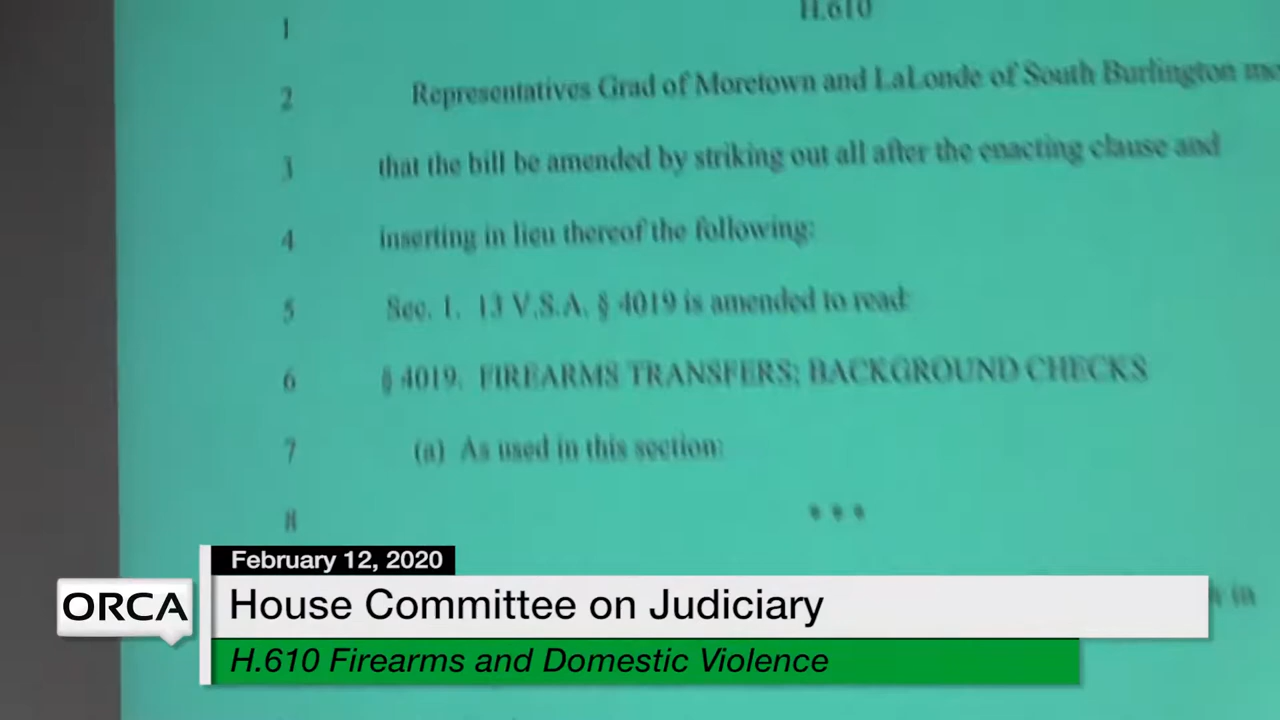 H.610
1
2 Representatives Grad of Moretown and LaLonde of South Burlington
3 that the bill be amended by striking out all after the enacting clause and
4 inserting in lieu thereof the following:
5 Sec. 1. 13 V.S.A. § 4019 is amended to read:
6 § 4019. FIREARMS TRANSFERS; BACKGROUND CHECKS
7 (a) As used in this section:
8 * * *
in
February 12, 2020
ORCA
House Committee on Judiciary
H.610 Firearms and Domestic Violence